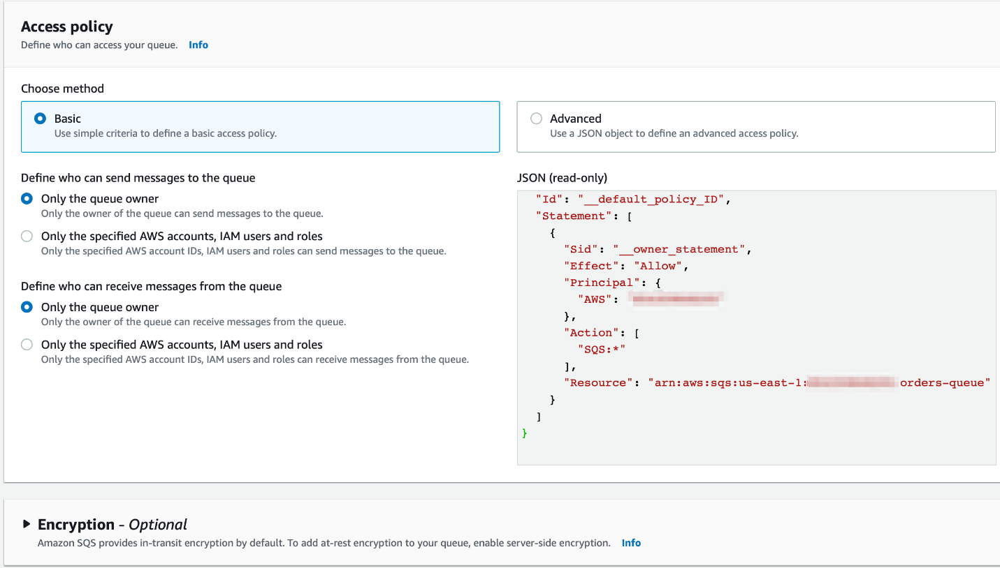 Access policy
Define who can access your queue. Info
Choose method
Basic
Use simple criteria to define a basic access policy.
Advanced
Use a JSON object to define an advanced access policy.
Define who can send messages to the queue
Only the queue owner
Only the owner of the queue can send messages to the queue.
Only the specified AWS accounts, IAM users and roles
Only the specified AWS account IDs, IAM users and roles can send messages to the queue.
Define who can receive messages from the queue
Only the queue owner
Only the owner of the queue can receive messages from the queue.
Only the specified AWS accounts, IAM users and roles
Only the specified AWS account IDs, IAM users and roles can receive messages from the queue.
JSON (read-only)
"Id": "__default_policy_ID",
"Statement": [
{
"Sid": "__owner_statement",
"Effect": "Allow",
"Principal": {
"AWS":
},
"Action": [
"SQS:*"
],
"Resource": "arn:aws:sqs:us-east-1: orders-queue"
}
]
}
Encryption - Optional
Amazon SQS provides in-transit encryption by default. To add at-rest encryption to your queue, enable server-side encryption. Info